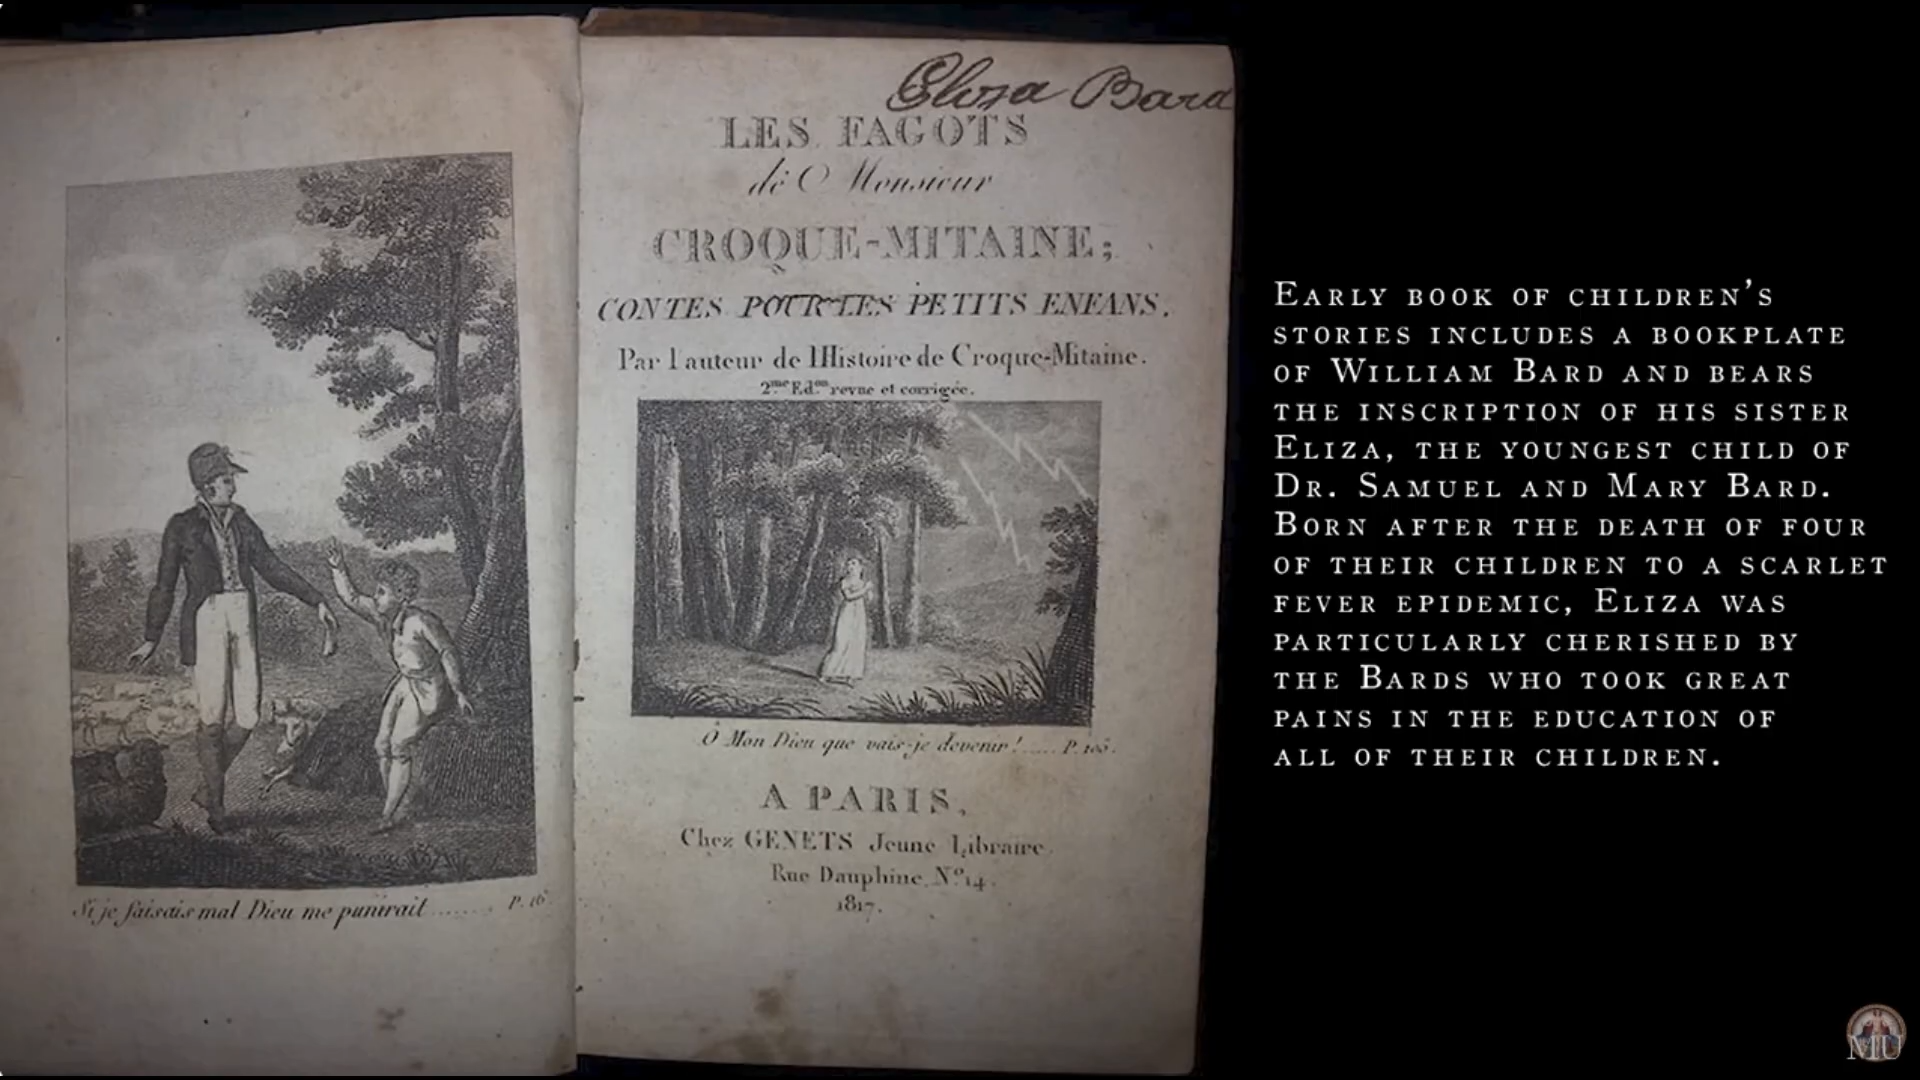 Si je faisais mal Dieu me punirait........ P. 16
Eliza Bard
LES FAGOTS
de Monsieur
CROQUE-MITAINE;
CONTES POUR LES PETITS ENFANS.
Par l'auteur de l'Histoire de Croque-Mitaine.
2me Edon revue et corrigée.
O Mon Dieu que vais-je devenir!..... P. 105.
A PARIS,
Chez GENETS Jeune Libraire
Rue Dauphine, No 14.
1817.
EARLY BOOK OF CHILDREN'S
STORIES INCLUDES A BOOKPLATE
OF WILLIAM BARD AND BEARS
THE INSCRIPTION OF HIS SISTER
ELIZA, THE YOUNGEST CHILD OF
DR. SAMUEL AND MARY BARD.
BORN AFTER THE DEATH OF FOUR
OF THEIR CHILDREN TO A SCARLET
FEVER EPIDEMIC, ELIZA WAS
PARTICULARLY CHERISHED BY
THE BARDS WHO TOOK GREAT
PAINS IN THE EDUCATION OF
ALL OF THEIR CHILDREN.
MU